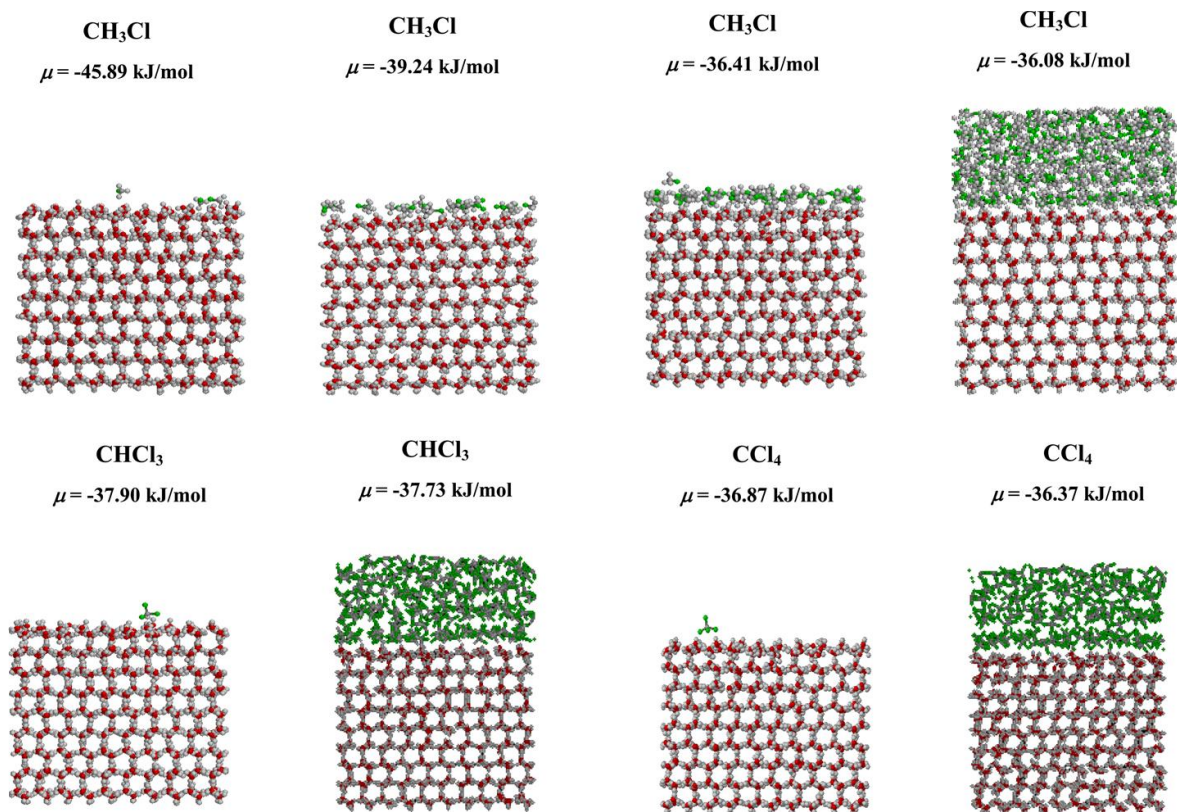 CH₃Cl
μ = -45.89 kJ/mol
CH₃Cl
μ = -39.24 kJ/mol
CH₃Cl
μ = -36.41 kJ/mol
CH₃Cl
μ = -36.08 kJ/mol
CHCl₃
μ = -37.90 kJ/mol
CHCl₃
μ = -37.73 kJ/mol
CCl₄
μ = -36.87 kJ/mol
CCl₄
μ = -36.37 kJ/mol